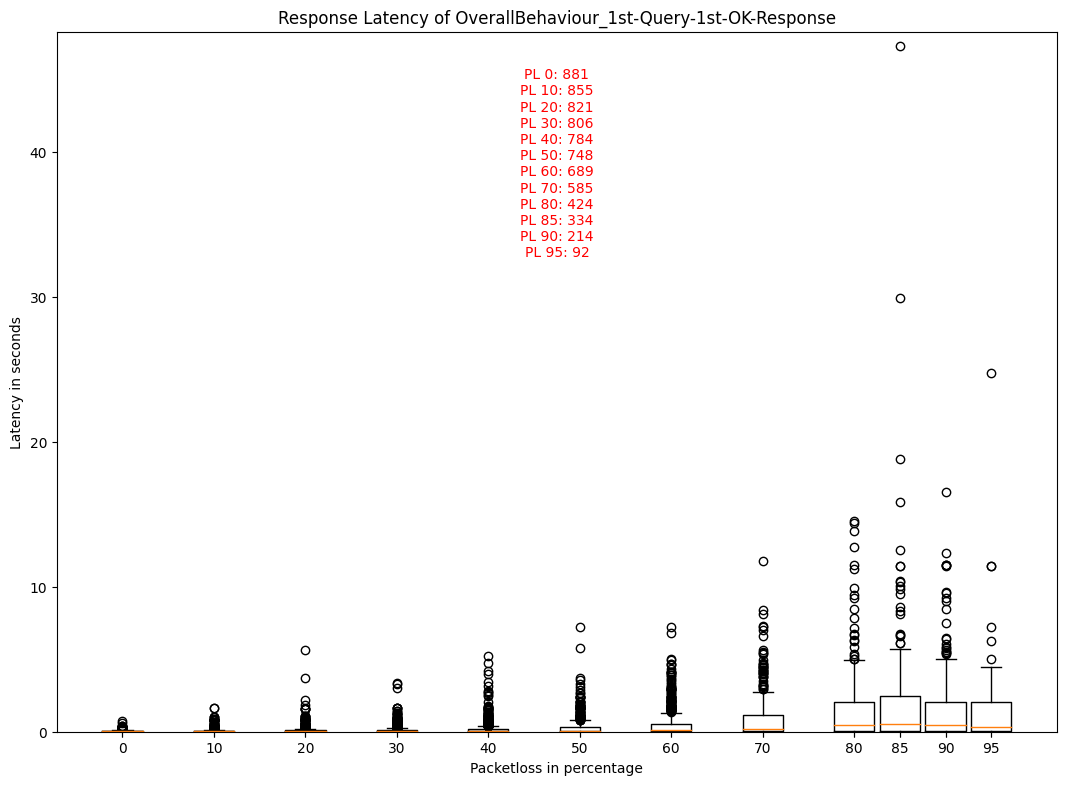 Response Latency of OverallBehaviour_1st-Query-1st-OK-Response
PL 0: 881
PL 10: 855
PL 20: 821
PL 30: 806
PL 40: 784
PL 50: 748
PL 60: 689
PL 70: 585
PL 80: 424
PL 85: 334
PL 90: 214
PL 95: 92
Latency in seconds
40
30
20
10
0
0 10 20 30 40 50 60 70 80 85 90 95
Packetloss in percentage